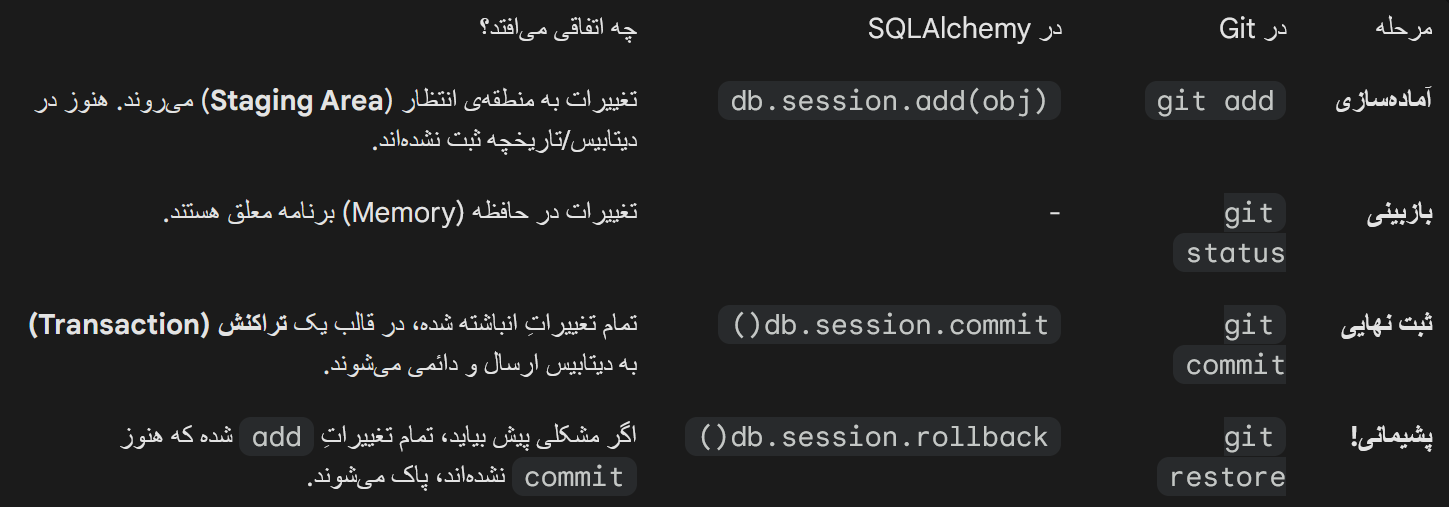 مرحله در Git در SQLAlchemy چه اتفاقی می‌افتد؟
آماده‌سازی git add db.session.add(obj) تغییرات به منطقه‌ی انتظار (Staging Area) می‌روند. هنوز در
دیتابیس/تاریخچه ثبت نشده‌اند.
بازبینی git - تغییرات در حافظه (Memory) برنامه معلق هستند.
status
ثبت نهایی git db.session.commit() تمام تغییراتِ انباشته شده، در قالب یک تراکنش (Transaction)
commit به دیتابیس ارسال و دائمی می‌شوند.
پشیمانی! git db.session.rollback() اگر مشکلی پیش بیاید، تمام تغییراتِ add شده که هنوز
restore commit نشده‌اند، پاک می‌شوند.